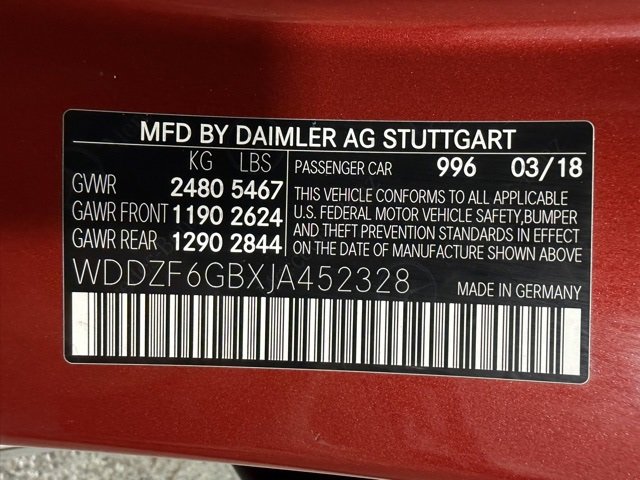 MFD BY DAIMLER AG STUTTGART
KG LBS
GVWR 2480 5467
GAWR FRONT 1190 2624
GAWR REAR 1290 2844
PASSENGER CAR 996 03/18
THIS VEHICLE CONFORMS TO ALL APPLICABLE
U.S. FEDERAL MOTOR VEHICLE SAFETY,BUMPER
AND THEFT PREVENTION STANDARDS IN EFFECT
ON THE DATE OF MANUFACTURE SHOWN ABOVE
WDDZF6GBXJA452328
MADE IN GERMANY